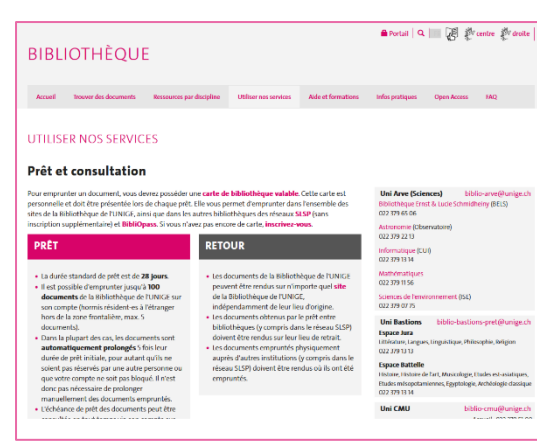 Portail
centre
droite
BIBLIOTHÈQUE
Accueil Trouver des documents Ressources par discipline Utiliser nos services Aide et formations Infos pratiques Open Access FAQ
UTILISER NOS SERVICES
Prêt et consultation
Pour emprunter un document, vous devrez posséder une carte de bibliothèque valable. Cette carte est
personnelle et doit être présentée lors de chaque prêt. Elle vous permet d'emprunter dans l'ensemble des
sites de la Bibliothèque de l'UNIGE, ainsi que dans les autres bibliothèques des réseaux SLSP (sans
inscription supplémentaire) et BibliOpass. Si vous n'avez pas encore de carte, inscrivez-vous.
PRÊT
• La durée standard de prêt est de 28 jours.
• Il est possible d'emprunter jusqu'à 100
documents de la Bibliothèque de l'UNIGE sur
son compte (hormis résident-es à l'étranger
hors de la zone frontalière, max. 5
documents).
• Dans la plupart des cas, les documents sont
automatiquement prolongés 5 fois leur
durée de prêt initiale, pour autant qu'ils ne
soient pas réservés par une autre personne ou
que votre compte ne soit pas bloqué. Il n'est
donc pas nécessaire de prolonger
manuellement des documents empruntés.
• L'échéance de prêt des documents peut être
RETOUR
• Les documents de la Bibliothèque de l'UNIGE
peuvent être rendus sur n'importe quel site
de la Bibliothèque de l'UNIGE,
indépendamment de leur lieu d'origine.
• Les documents obtenus par le prêt entre
bibliothèques (y compris dans le réseau SLSP)
doivent être rendus sur leur lieu de retrait.
• Les documents empruntés physiquement
auprès d'autres institutions (y compris dans le
réseau SLSP) doivent être rendus où ils ont été
empruntés.
Uni Arve (Sciences) biblio-arve@unige.ch
Bibliothèque Ernst & Lucie Schmidheiny (BELS)
022 379 65 06
Astronomie (Observatoire)
022 379 22 13
Informatique (CUI)
022 379 13 14
Mathématiques
022 379 11 56
Sciences de l'environnement (ISE)
022 379 07 75
Uni Bastions biblio-bastions-pret@unige.ch
Espace Jura
Littérature, Langues, Linguistique, Philosophie, Religion
022 379 13 13
Espace Battelle
Histoire, Histoire de l'art, Musicologie, Etudes est-asiatiques,
Etudes mésopotamiennes, Egyptologie, Archéologie classique
022 379 13 14
Uni CMU biblio-cmu@unige.ch